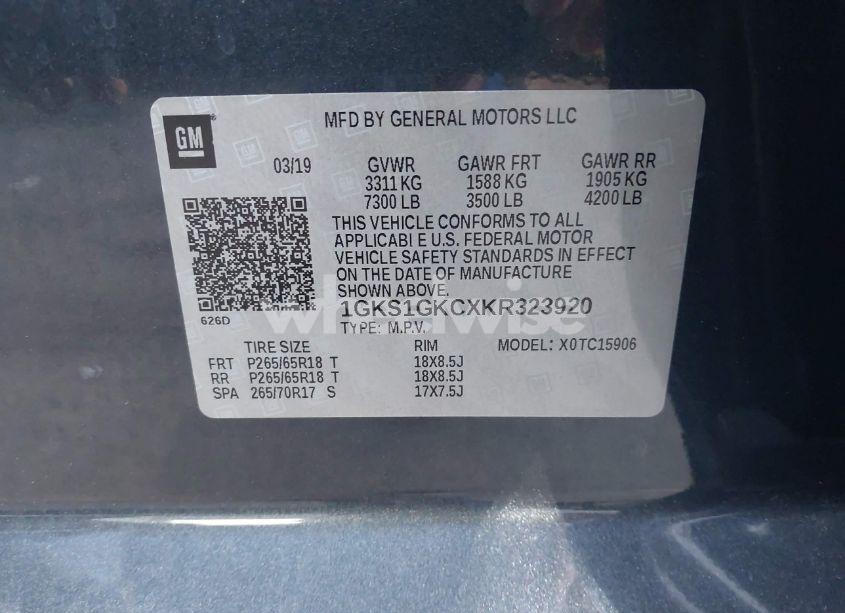 GM
MFD BY GENERAL MOTORS LLC
03/19 GVWR GAWR FRT GAWR RR
3311 KG 1588 KG 1905 KG
7300 LB 3500 LB 4200 LB
THIS VEHICLE CONFORMS TO ALL
APPLICABLE U.S. FEDERAL MOTOR
VEHICLE SAFETY STANDARDS IN EFFECT
ON THE DATE OF MANUFACTURE
SHOWN ABOVE.
1GKS1GKCXKR323920
626D
TYPE: M.P.V.
wheelwise
TIRE SIZE RIM MODEL: X0TC15906
FRT P265/65R18 T 18X8.5J
RR P265/65R18 T 18X8.5J
SPA 265/70R17 S 17X7.5J